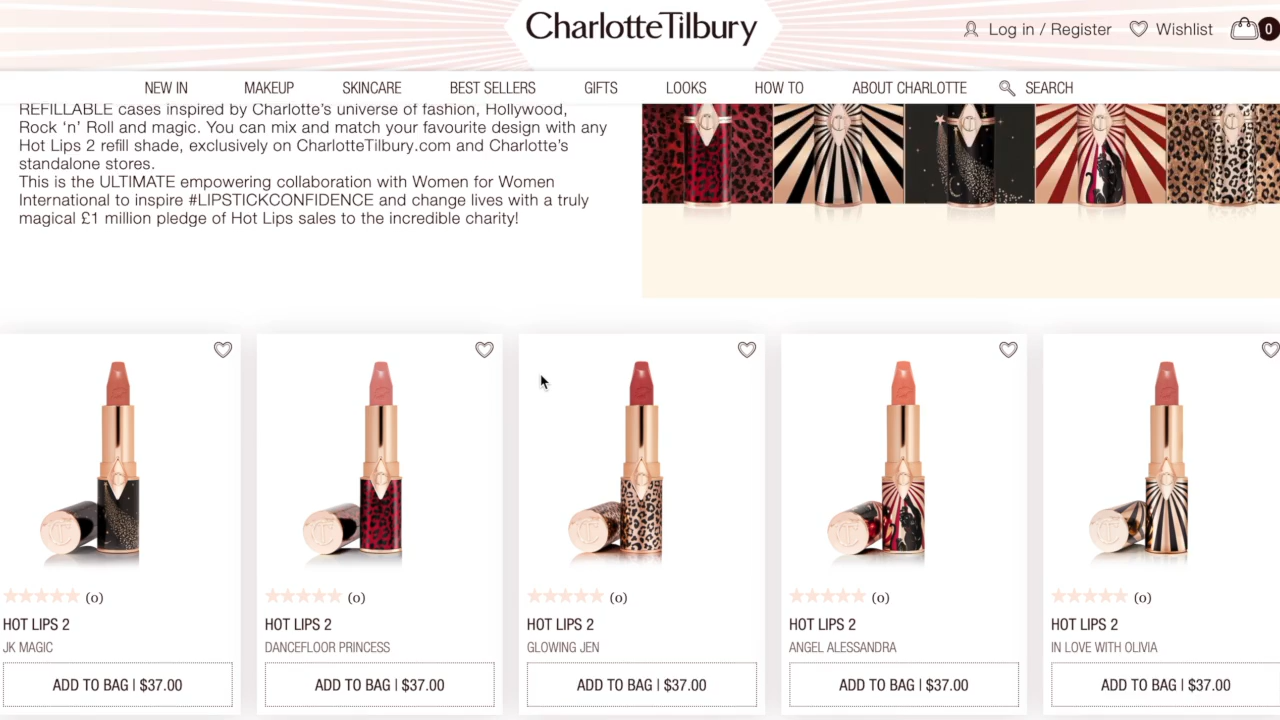 CharlotteTilbury
Log in / Register
Wishlist
0
NEW IN
MAKEUP
SKINCARE
BEST SELLERS
GIFTS
LOOKS
HOW TO
ABOUT CHARLOTTE
SEARCH
REFILLABLE cases inspired by Charlotte's universe of fashion, Hollywood,
Rock 'n' Roll and magic. You can mix and match your favourite design with any
Hot Lips 2 refill shade, exclusively on CharlotteTilbury.com and Charlotte's
standalone stores.
This is the ULTIMATE empowering collaboration with Women for Women
International to inspire #LIPSTICKCONFIDENCE and change lives with a truly
magical £1 million pledge of Hot Lips sales to the incredible charity!
(0)
HOT LIPS 2
JK MAGIC
ADD TO BAG | $37.00
(0)
HOT LIPS 2
DANCEFLOOR PRINCESS
ADD TO BAG | $37.00
(0)
HOT LIPS 2
GLOWING JEN
ADD TO BAG | $37.00
(0)
HOT LIPS 2
ANGEL ALESSANDRA
ADD TO BAG | $37.00
(0)
HOT LIPS 2
IN LOVE WITH OLIVIA
ADD TO BAG | $37.00